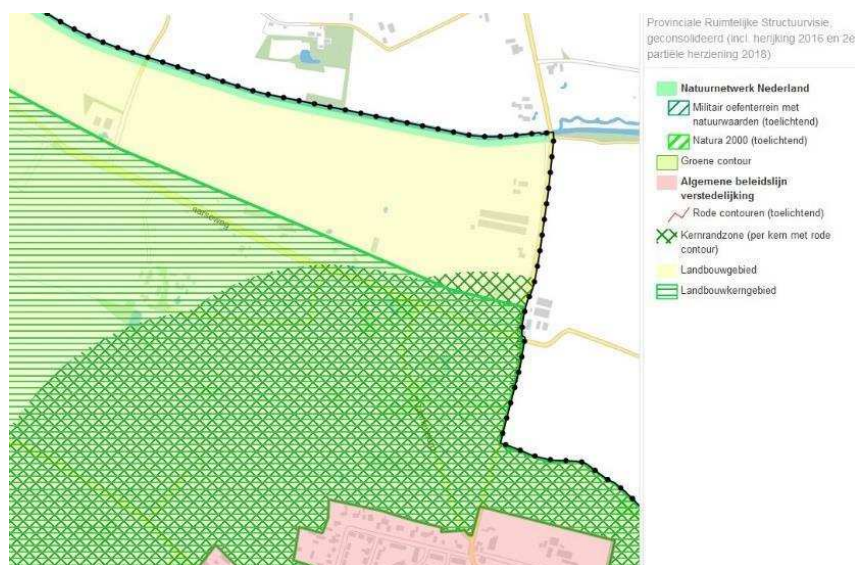 Provinciale Ruimtelijke Structuurvisie,
geconsolideerd (incl. herijking 2016 en 2e
partiële herziening 2018)
Natuurnetwerk Nederland
Militair oefenterrein met
natuurwaarden (toelichtend)
Natura 2000 (toelichtend)
Groene contour
Algemene beleidslijn
verstedelijking
Rode contouren (toelichtend)
Kernrandzone (per kern met rode
contour)
Landbouwgebied
Landbouwkerngebied